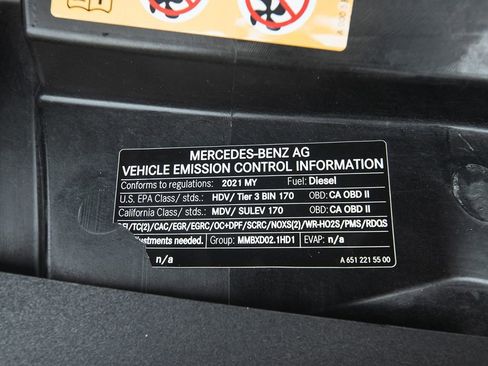 MERCEDES-BENZ AG
VEHICLE EMISSION CONTROL INFORMATION
Conforms to regulations: 2021 MY Fuel: Diesel
U.S. EPA Class/ stds.: HDV/ Tier 3 BIN 170 OBD: CA OBD II
California Class/ stds.: MDV/ SULEV 170 OBD: CA OBD II
/TC(2)/CAC/EGR/EGRC/OC+DPF/SCRC/NOXS(2)/WR-HO2S/PMS/RDQS
needed. Group: MMBXD02.1HD1 EVAP: n/a
n/a
A 651 221 55 00